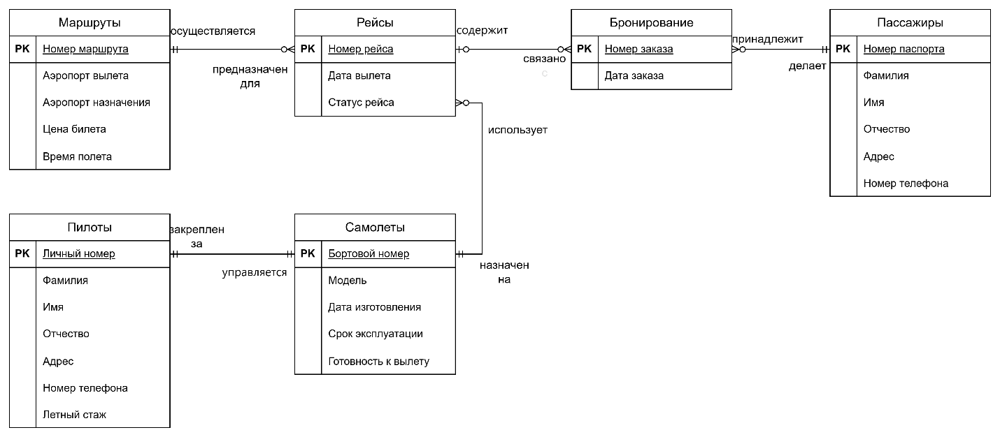 Маршруты
PK Номер маршрута
Аэропорт вылета
Аэропорт назначения
Цена билета
Время полета
осуществляется
предназначен
для
Рейсы
PK Номер рейса
Дата вылета
Статус рейса
содержит
связано
с
Бронирование
PK Номер заказа
Дата заказа
принадлежит
делает
Пассажиры
PK Номер паспорта
Фамилия
Имя
Отчество
Адрес
Номер телефона
использует
Пилоты
PK Личный номер
Фамилия
Имя
Отчество
Адрес
Номер телефона
Летный стаж
закреплен
за
управляется
Самолеты
PK Бортовой номер
Модель
Дата изготовления
Срок эксплуатации
Готовность к вылету
назначен
на